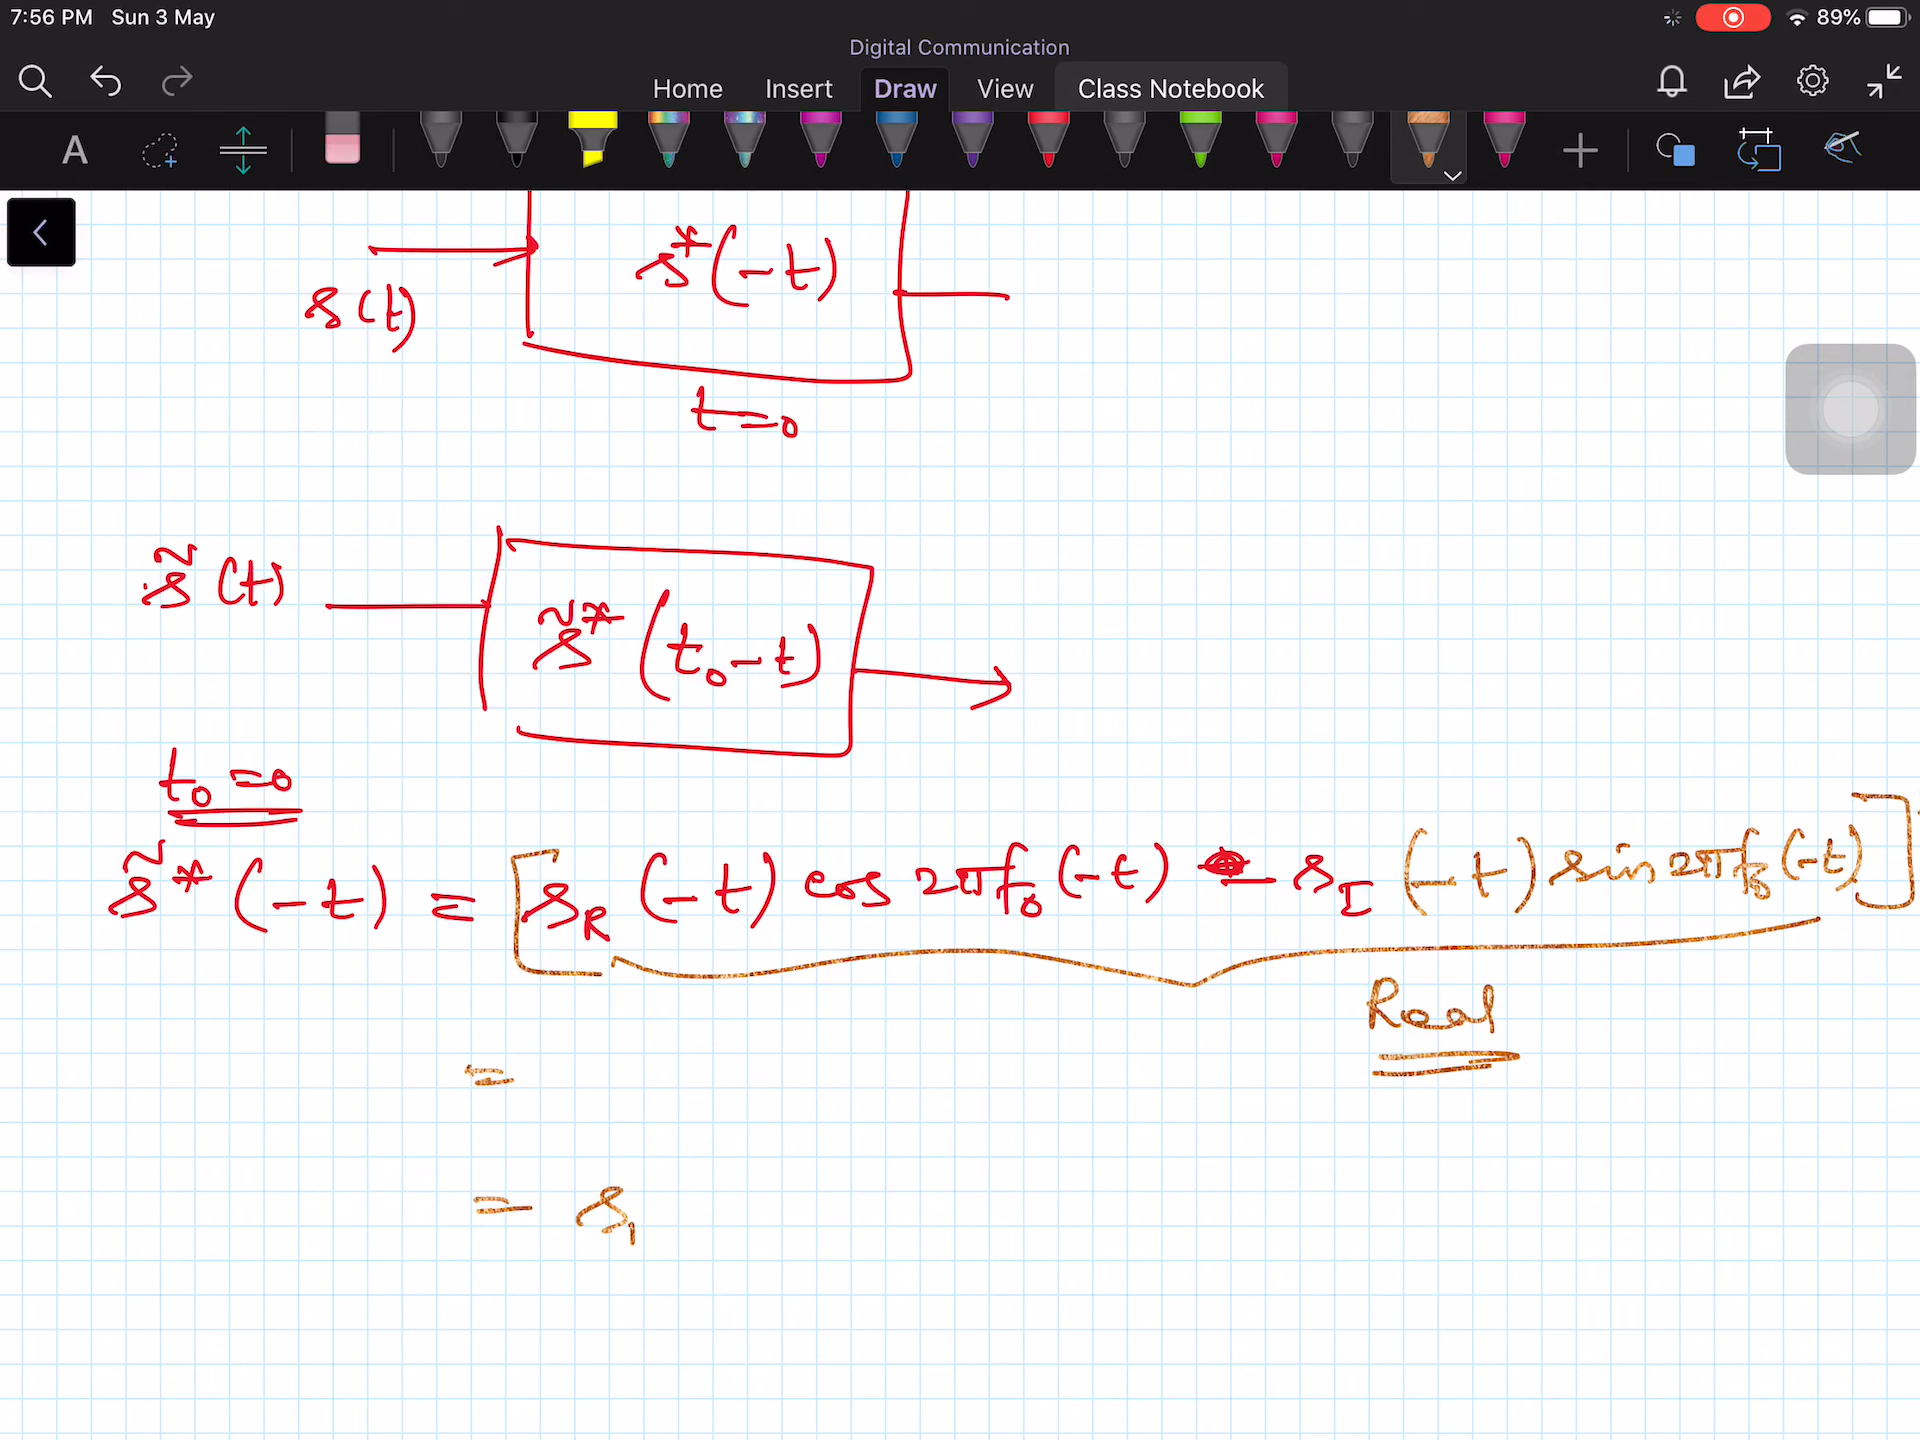 7:56 PM Sun 3 May 89%
Digital Communication
Home Insert Draw View Class Notebook
A
s*(-t)
s(t)
t=0
s̃(t)
s̃*(t₀-t)
t₀=0
s̃*(-t) = [s_R(-t) cos 2πf₀(-t) - s_I(-t) sin 2πf₀(-t)]
Real
=
= s₁